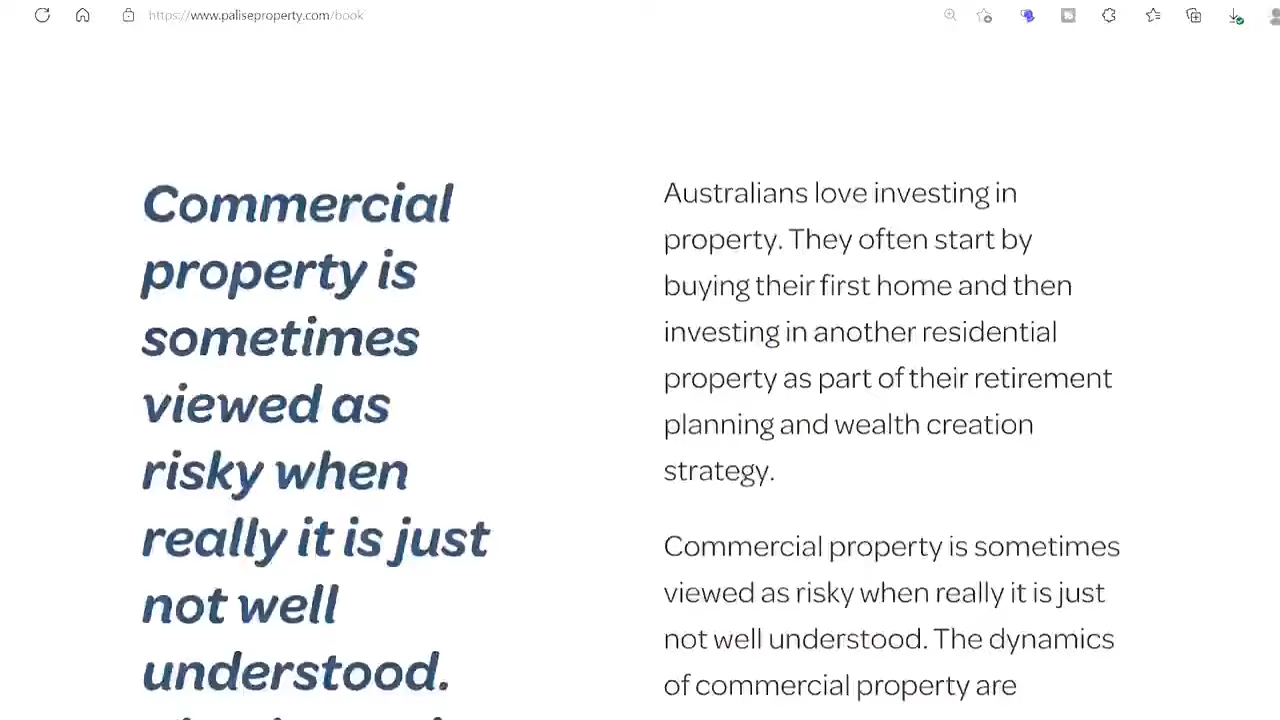 https://www.paliseproperty.com/book
Commercial
property is
sometimes
viewed as
risky when
really it is just
not well
understood.
Australians love investing in
property. They often start by
buying their first home and then
investing in another residential
property as part of their retirement
planning and wealth creation
strategy.
Commercial property is sometimes
viewed as risky when really it is just
not well understood. The dynamics
of commercial property are